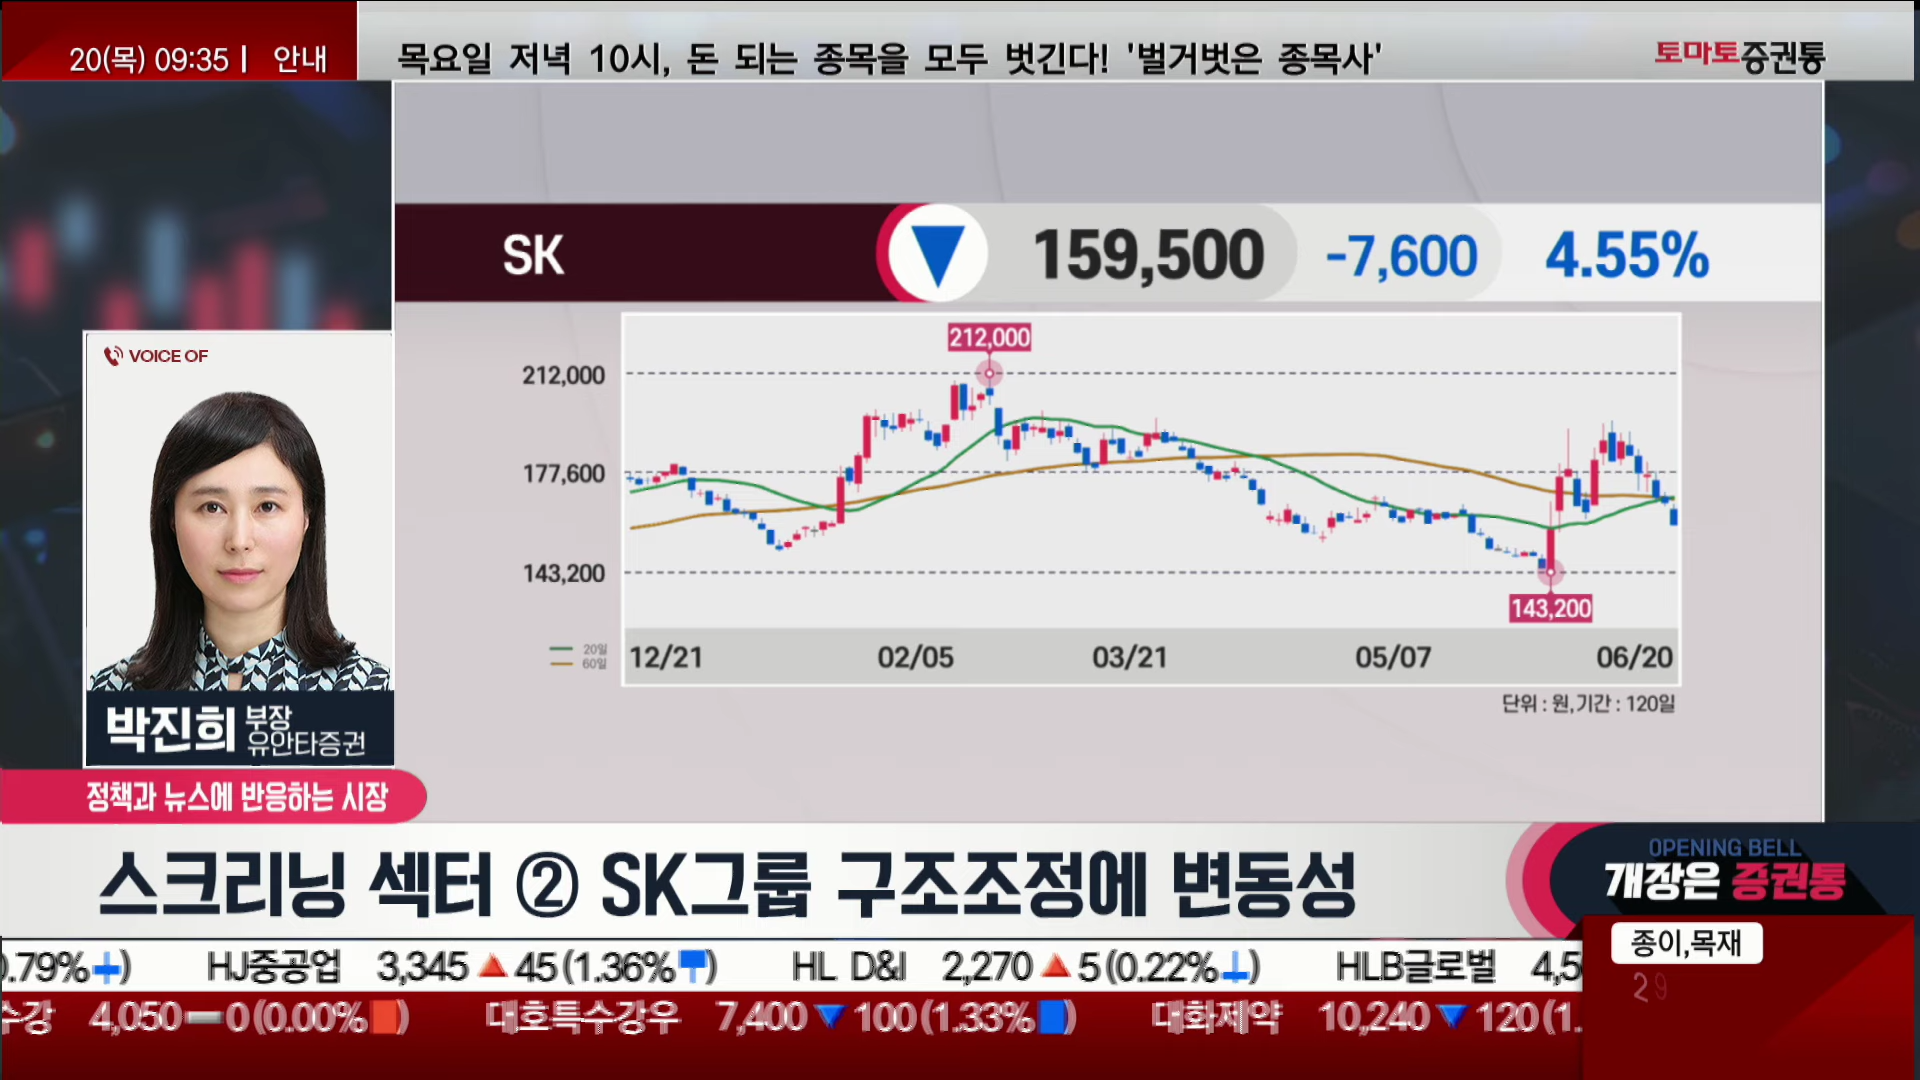 20(목) 09:35 | 안내
목요일 저녁 10시, 돈 되는 종목을 모두 벗긴다! '벌거벗은 종목사'
토마토증권통
SK
159,500
-7,600
4.55%
212,000
212,000
177,600
143,200
143,200
20일
60일
12/21
02/05
03/21
05/07
06/20
단위 : 원, 기간 : 120일
VOICE OF
박진희 부장
유안타증권
정책과 뉴스에 반응하는 시장
스크리닝 섹터 ② SK그룹 구조조정에 변동성
OPENING BELL
개장은 증권통
0.79% ) HJ중공업 3,345 ▲ 45(1.36% ) HL D&I 2,270 ▲ 5(0.22% ) HLB글로벌 4,5
종이,목재
29
수강 4,050 0(0.00% ) 대호특수강우 7,400 ▼ 100(1.33% ) 대화제약 10,240 ▼ 120(1.